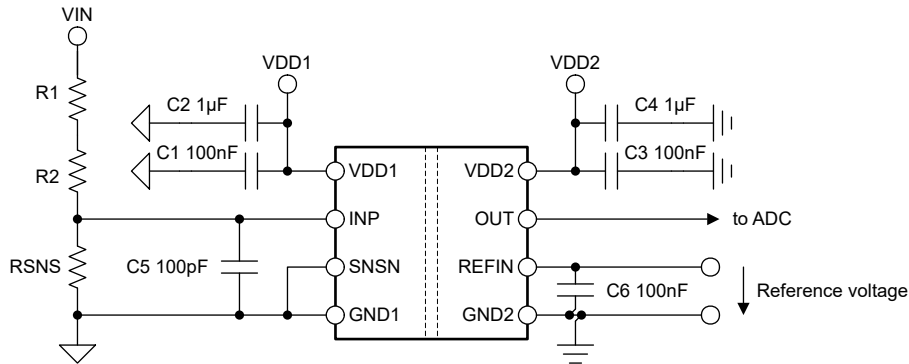 VIN
VDD1
VDD2
R1
C2 1µF
C4 1µF
C1 100nF
C3 100nF
R2
VDD1
VDD2
INP
OUT
to ADC
RSNS
C5 100pF
SNSN
REFIN
C6 100nF
Reference voltage
GND1
GND2